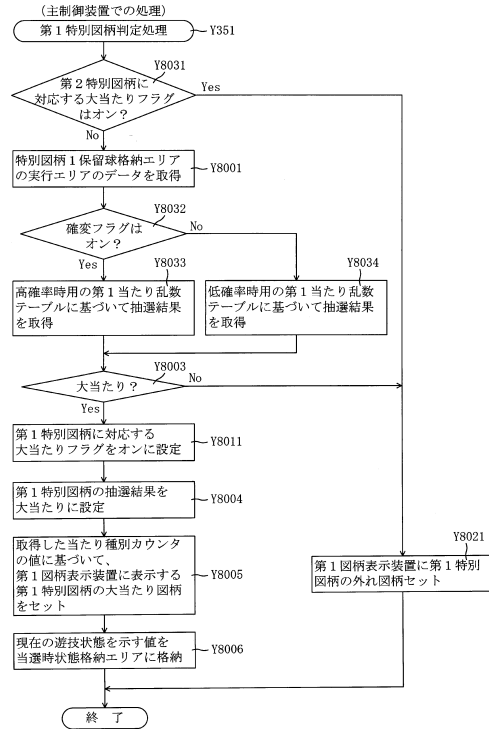 （主制御装置での処理）
第１特別図柄判定処理
Y351
Y8031
第２特別図柄に
対応する大当たりフラグ
はオン？
Yes
No
特別図柄１保留球格納エリア
の実行エリアのデータを取得
Y8001
Y8032
確変フラグは
オン？
No
Yes
Y8033
高確率時用の第１当たり乱数
テーブルに基づいて抽選結果
を取得
Y8034
低確率時用の第１当たり乱数
テーブルに基づいて抽選結果
を取得
Y8003
大当たり？
No
Yes
第１特別図柄に対応する
大当たりフラグをオンに設定
Y8011
第１特別図柄の抽選結果を
大当たりに設定
Y8004
取得した当たり種別カウンタ
の値に基づいて、
第１図柄表示装置に表示する
第１特別図柄の大当たり図柄
をセット
Y8005
Y8021
第１図柄表示装置に第１特別
図柄の外れ図柄セット
現在の遊技状態を示す値を
当選時状態格納エリアに格納
Y8006
終 了